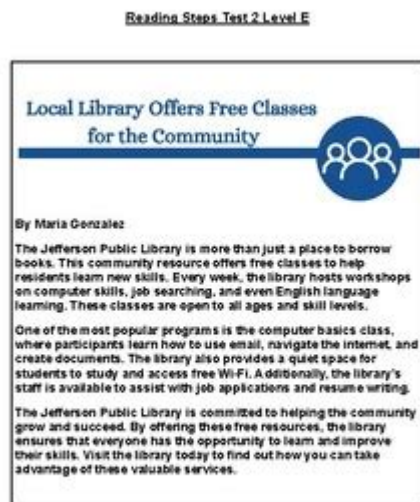 Reading Steps Test 2 Level E
Local Library Offers Free Classes
for the Community
By Maria Gonzalez
The Jefferson Public Library is more than just a place to borrow
books. This community resource offers free classes to help
residents learn new skills. Every week, the library hosts workshops
on computer skills, job searching, and even English language
learning. These classes are open to all ages and skill levels.
One of the most popular programs is the computer basics class,
where participants learn how to use email, navigate the internet, and
create documents. The library also provides a quiet space for
students to study and access free Wi-Fi. Additionally, the library's
staff is available to assist with job applications and resume writing.
The Jefferson Public Library is committed to helping the community
grow and succeed. By offering these free resources, the library
ensures that everyone has the opportunity to learn and improve
their skills. Visit the library today to find out how you can take
advantage of these valuable services.